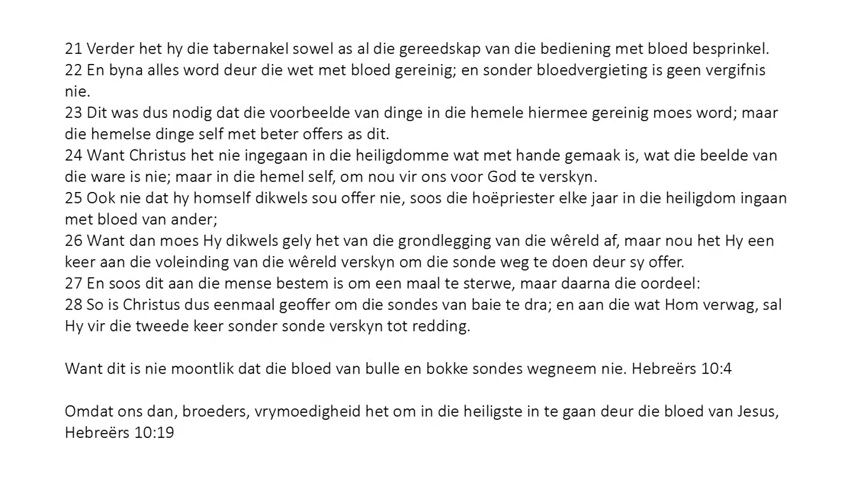 21 Verder het hy die tabernakel sowel as al die gereedskap van die bediening met bloed besprinkel.
22 En byna alles word deur die wet met bloed gereinig; en sonder bloedvergieting is geen vergifnis
nie.
23 Dit was dus nodig dat die voorbeelde van dinge in die hemele hiermee gereinig moes word; maar
die hemelse dinge self met beter offers as dit.
24 Want Christus het nie ingegaan in die heiligdomme wat met hande gemaak is, wat die beelde van
die ware is nie; maar in die hemel self, om nou vir ons voor God te verskyn.
25 Ook nie dat hy homself dikwels sou offer nie, soos die hoëpriester elke jaar in die heiligdom ingaan
met bloed van ander;
26 Want dan moes Hy dikwels gely het van die grondlegging van die wêreld af, maar nou het Hy een
keer aan die voleinding van die wêreld verskyn om die sonde weg te doen deur sy offer.
27 En soos dit aan die mense bestem is om een maal te sterwe, maar daarna die oordeel:
28 So is Christus dus eenmaal geoffer om die sondes van baie te dra; en aan die wat Hom verwag, sal
Hy vir die tweede keer sonder sonde verskyn tot redding.
Want dit is nie moontlik dat die bloed van bulle en bokke sondes wegneem nie. Hebreërs 10:4
Omdat ons dan, broeders, vrymoedigheid het om in die heiligste in te gaan deur die bloed van Jesus,
Hebreërs 10:19